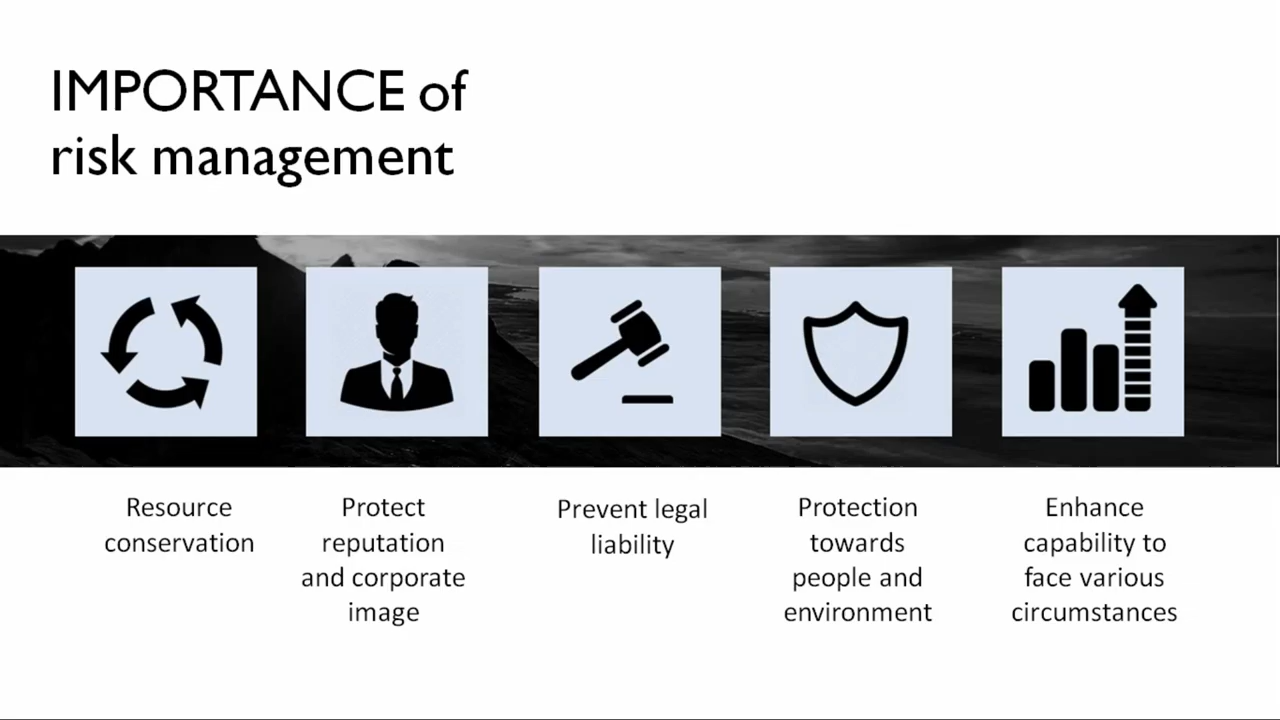 IMPORTANCE of
risk management
Resource
conservation
Protect
reputation
and corporate
image
Prevent legal
liability
Protection
towards
people and
environment
Enhance
capability to
face various
circumstances